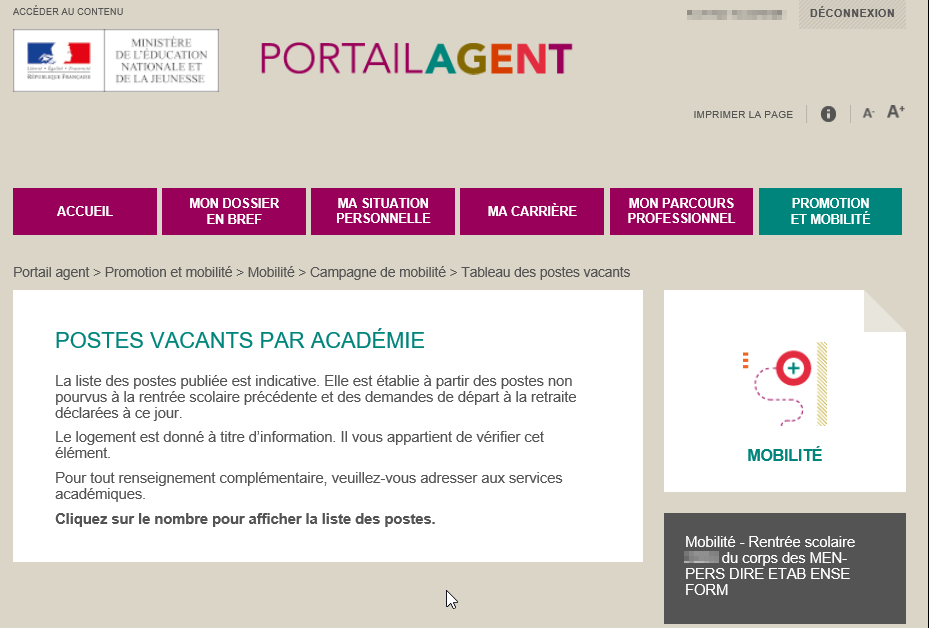 ACCÉDER AU CONTENU
DÉCONNEXION
MINISTÈRE
DE L'ÉDUCATION
NATIONALE ET
DE LA JEUNESSE
Liberté • Égalité • Fraternité
RÉPUBLIQUE FRANÇAISE
PORTAILAGENT
IMPRIMER LA PAGE
A-
A+
ACCUEIL
MON DOSSIER
EN BREF
MA SITUATION
PERSONNELLE
MA CARRIÈRE
MON PARCOURS
PROFESSIONNEL
PROMOTION
ET MOBILITÉ
Portail agent > Promotion et mobilité > Mobilité > Campagne de mobilité > Tableau des postes vacants
POSTES VACANTS PAR ACADÉMIE
La liste des postes publiée est indicative. Elle est établie à partir des postes non
pourvus à la rentrée scolaire précédente et des demandes de départ à la retraite
déclarées à ce jour.
Le logement est donné à titre d'information. Il vous appartient de vérifier cet
élément.
Pour tout renseignement complémentaire, veuillez-vous adresser aux services
académiques.
Cliquez sur le nombre pour afficher la liste des postes.
MOBILITÉ
Mobilité - Rentrée scolaire
du corps des MEN-
PERS DIRE ETAB ENSE
FORM